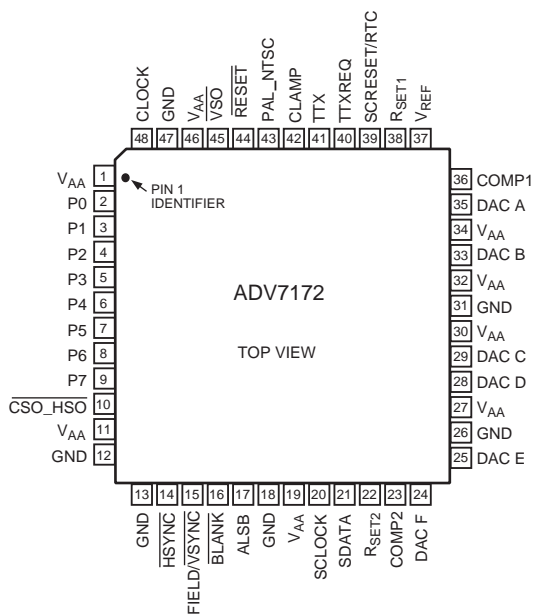 CLOCK
GND
VAA
VSO
RESET
PAL_NTSC
CLAMP
TTX
TTXREQ
SCRESET/RTC
RSET1
VREF
48 47 46 45 44 43 42 41 40 39 38 37
VAA 1
P0 2
P1 3
P2 4
P3 5
P4 6
P5 7
P6 8
P7 9
CSO_HSO 10
VAA 11
GND 12
PIN 1
IDENTIFIER
ADV7172
TOP VIEW
36 COMP1
35 DAC A
34 VAA
33 DAC B
32 VAA
31 GND
30 VAA
29 DAC C
28 DAC D
27 VAA
26 GND
25 DAC E
13 14 15 16 17 18 19 20 21 22 23 24
GND
HSYNC
FIELD/VSYNC
BLANK
ALSB
GND
VAA
SCLOCK
SDATA
RSET2
COMP2
DAC F